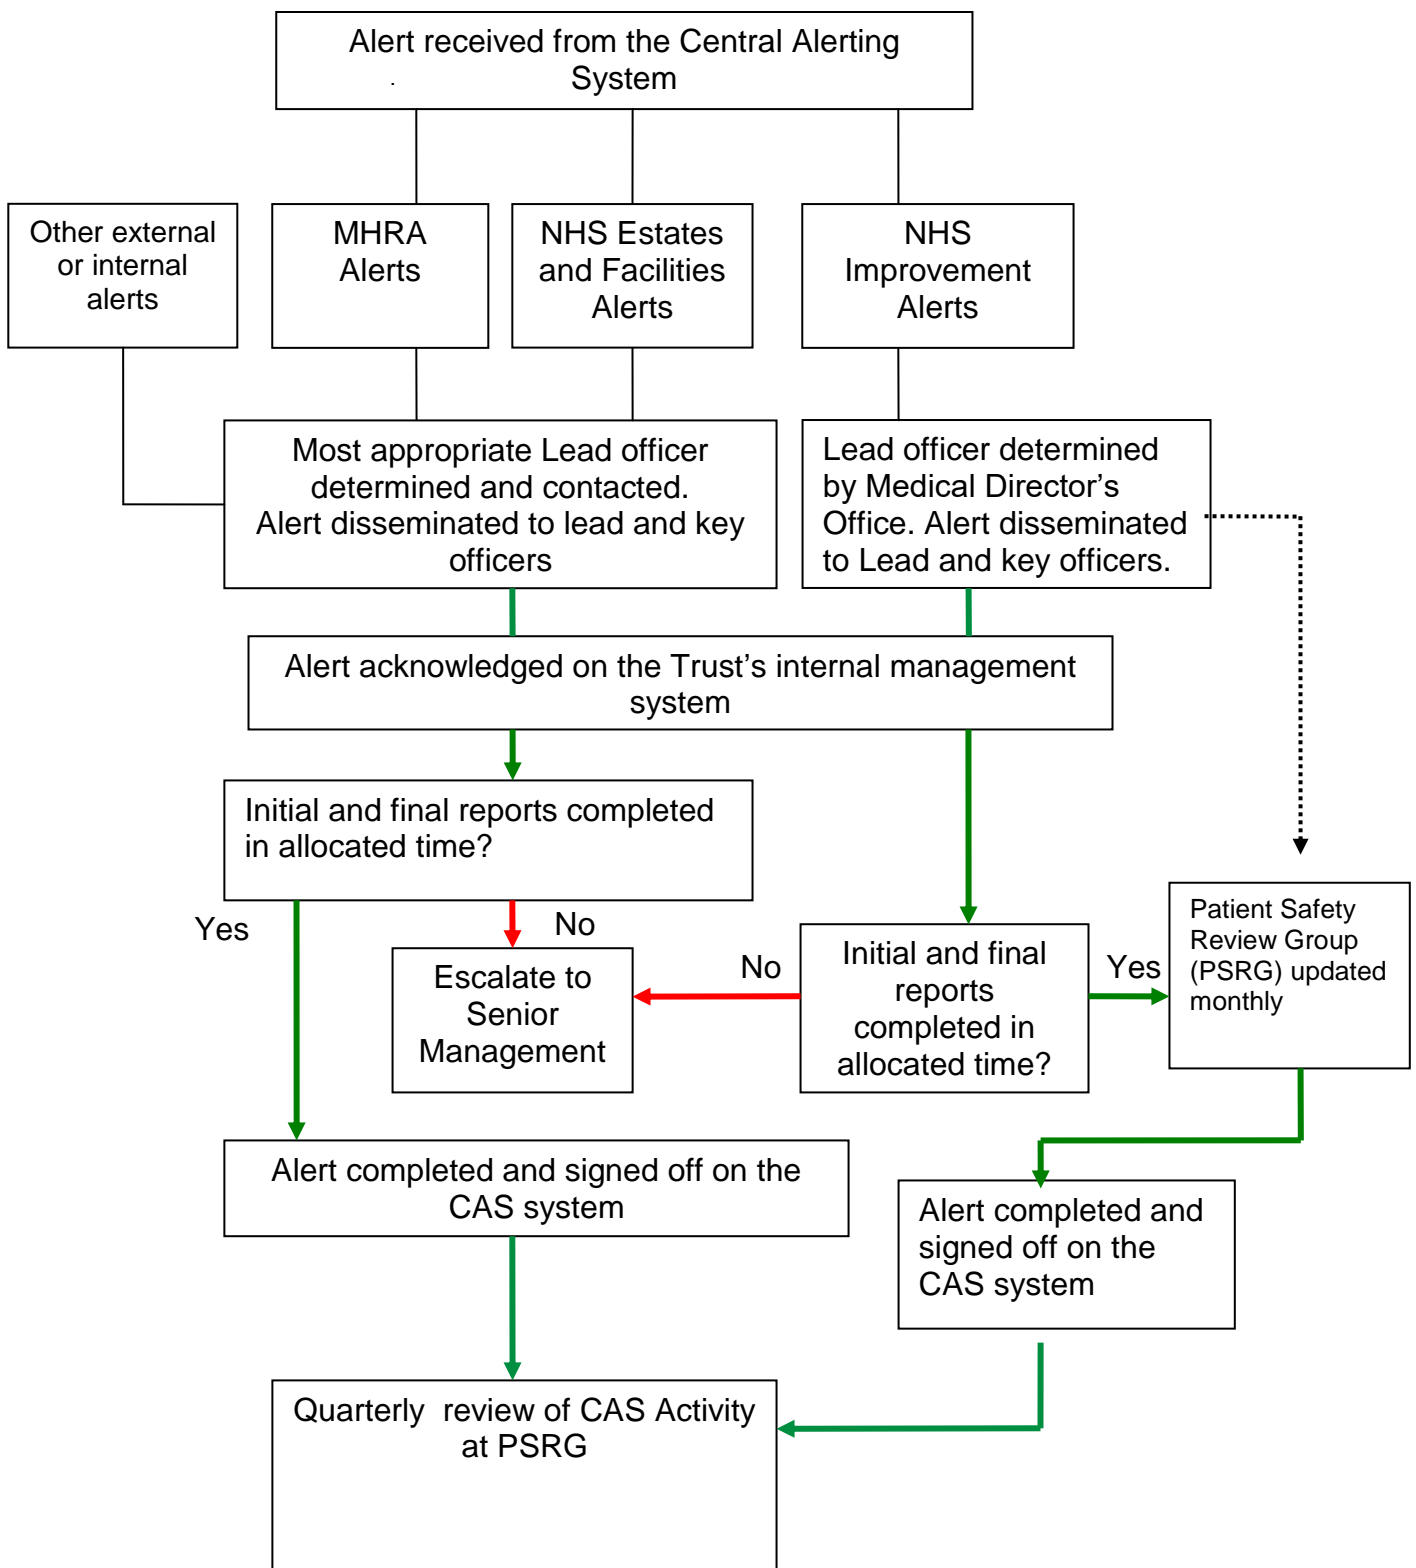 Alert received from the Central Alerting
System
.
Other external
or internal
alerts
MHRA
Alerts
NHS Estates
and Facilities
Alerts
NHS
Improvement
Alerts
Most appropriate Lead officer
determined and contacted.
Alert disseminated to lead and key
officers
Lead officer determined
by Medical Director’s
Office. Alert disseminated
to Lead and key officers.
Alert acknowledged on the Trust’s internal management
system
Initial and final reports completed
in allocated time?
Yes
No
Escalate to
Senior
Management
No
Initial and final
reports
completed in
allocated time?
Yes
Patient Safety
Review Group
(PSRG) updated
monthly
Alert completed and signed off on the
CAS system
Alert completed and
signed off on the
CAS system
Quarterly  review of CAS Activity
at PSRG